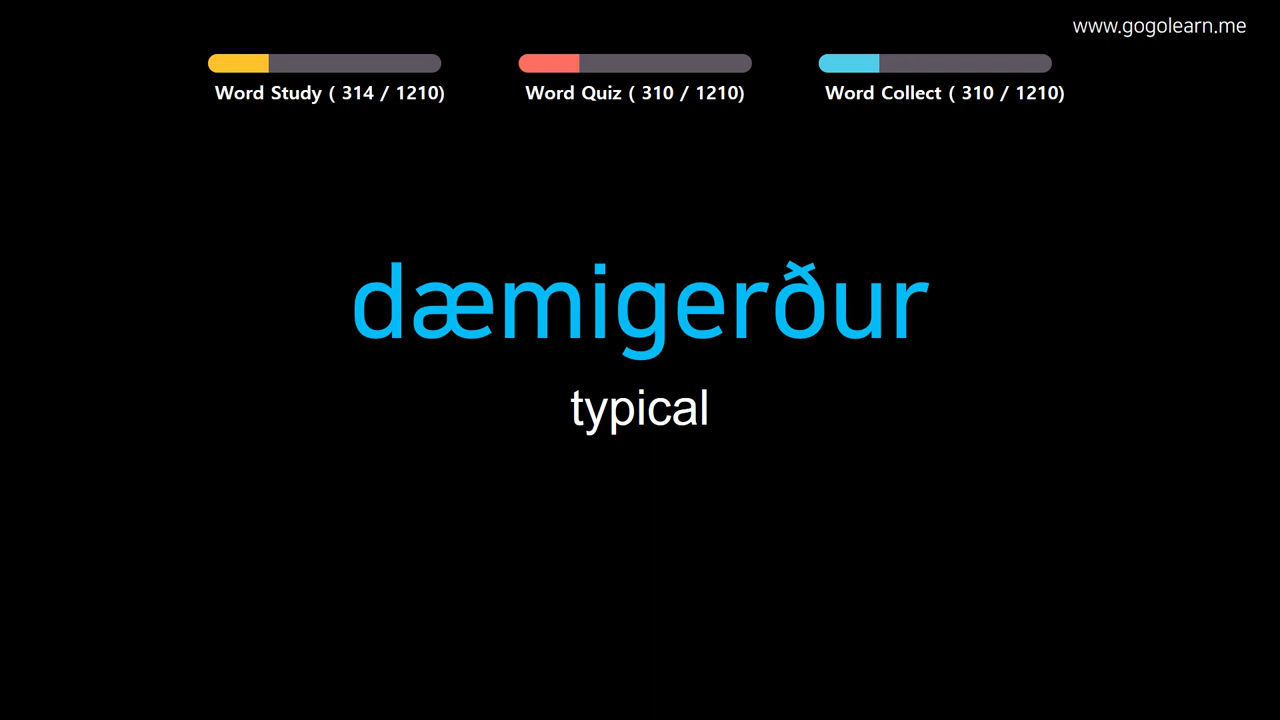 www.gogolearn.me
Word Study ( 314 / 1210)
Word Quiz ( 310 / 1210)
Word Collect ( 310 / 1210)
dæmigerður
typical